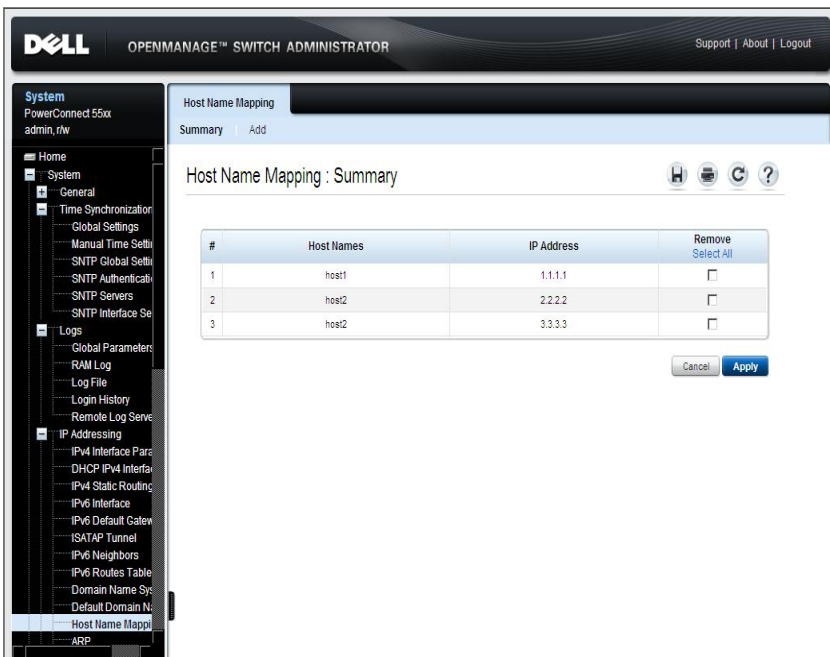 DELL OPENMANAGE™ SWITCH ADMINISTRATOR
Support | About | Logout
System
PowerConnect 55xx
admin, r/w
Home
System
General
Time Synchronization
Global Settings
Manual Time Settin
SNTP Global Settin
SNTP Authenticatio
SNTP Servers
SNTP Interface Se
Logs
Global Parameters
RAM Log
Log File
Login History
Remote Log Serve
IP Addressing
IPv4 Interface Para
DHCP IPv4 Interfac
IPv4 Static Routing
IPv6 Interface
IPv6 Default Gatew
ISATAP Tunnel
IPv6 Neighbors
IPv6 Routes Table
Domain Name Sys
Default Domain Na
Host Name Mappi
ARP
Host Name Mapping
Summary Add
Host Name Mapping : Summary
# Host Names IP Address Remove
Select All
1 host1 1.1.1.1
2 host2 2.2.2.2
3 host2 3.3.3.3
Cancel Apply